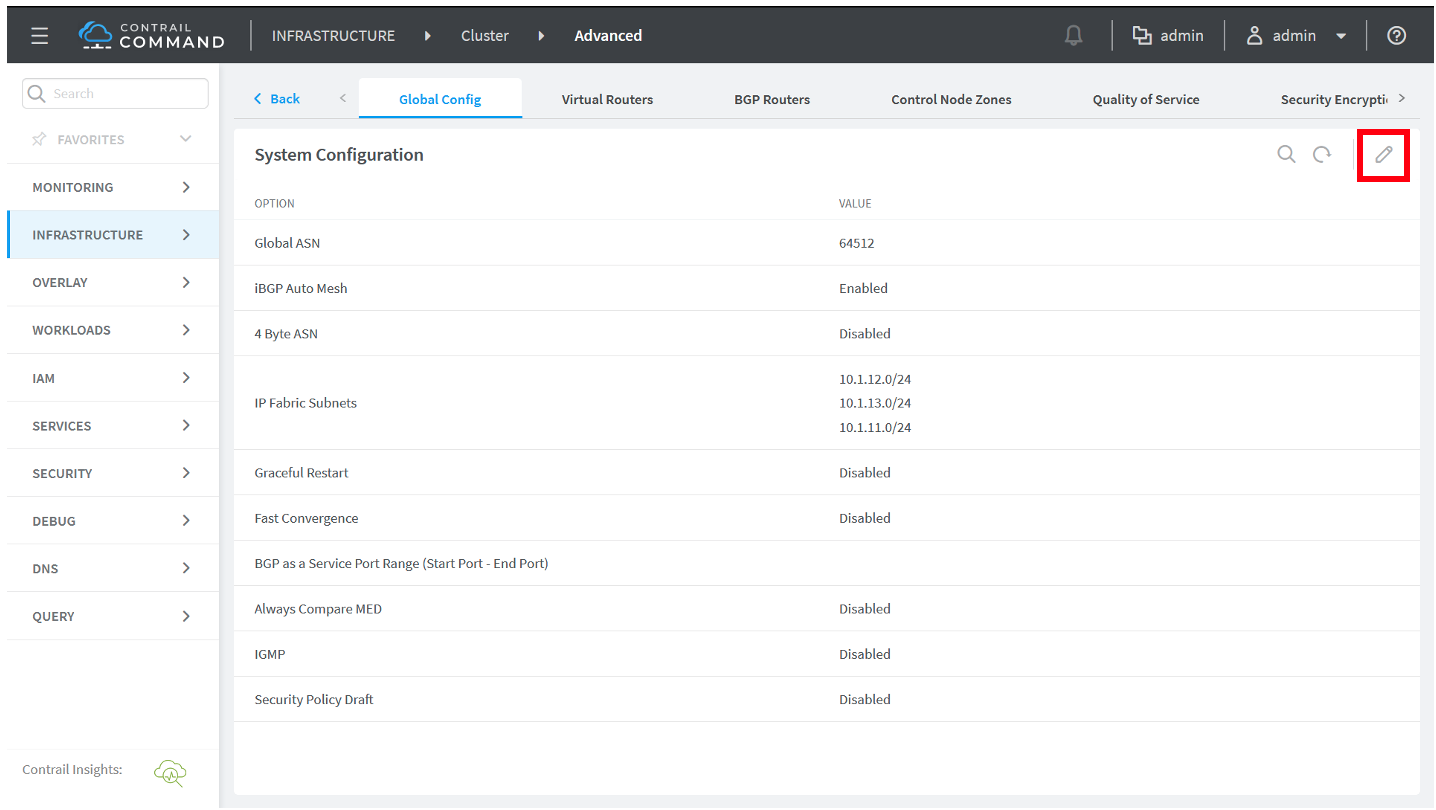 CONTRAIL
COMMAND
INFRASTRUCTURE Cluster Advanced
admin admin
Search
FAVORITES
MONITORING
INFRASTRUCTURE
OVERLAY
WORKLOADS
IAM
SERVICES
SECURITY
DEBUG
DNS
QUERY
Contrail Insights:
Back Global Config Virtual Routers BGP Routers Control Node Zones Quality of Service Security Encrypti
System Configuration
OPTION VALUE
Global ASN 64512
iBGP Auto Mesh Enabled
4 Byte ASN Disabled
IP Fabric Subnets
10.1.12.0/24
10.1.13.0/24
10.1.11.0/24
Graceful Restart Disabled
Fast Convergence Disabled
BGP as a Service Port Range (Start Port - End Port)
Always Compare MED Disabled
IGMP Disabled
Security Policy Draft Disabled